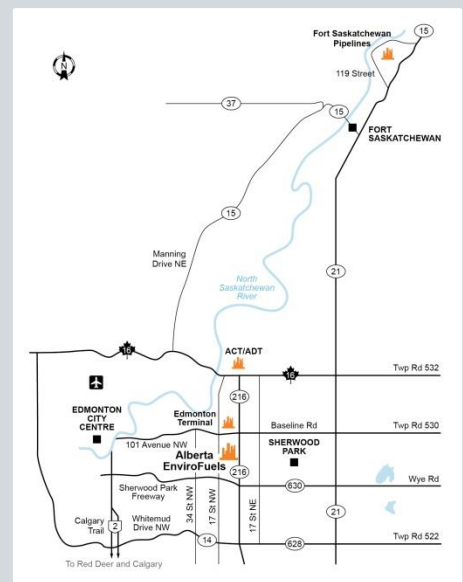 Fort Saskatchewan
Pipelines
15
119 Street
N
37
15
FORT
SASKATCHEWAN
15
Manning
Drive NE
North
Saskatchewan
River
21
16
ACT/ADT
16
Twp Rd 532
216
EDMONTON
CITY
CENTRE
Edmonton
Terminal
Baseline Rd
Twp Rd 530
101 Avenue NW
SHERWOOD
PARK
Alberta
EnviroFuels
216
Wye Rd
630
Sherwood Park
Freeway
34 St NW
17 St NW
17 St NE
Calgary
Trail
2
Whitemud
Drive NW
21
14
628
Twp Rd 522
To Red Deer and Calgary